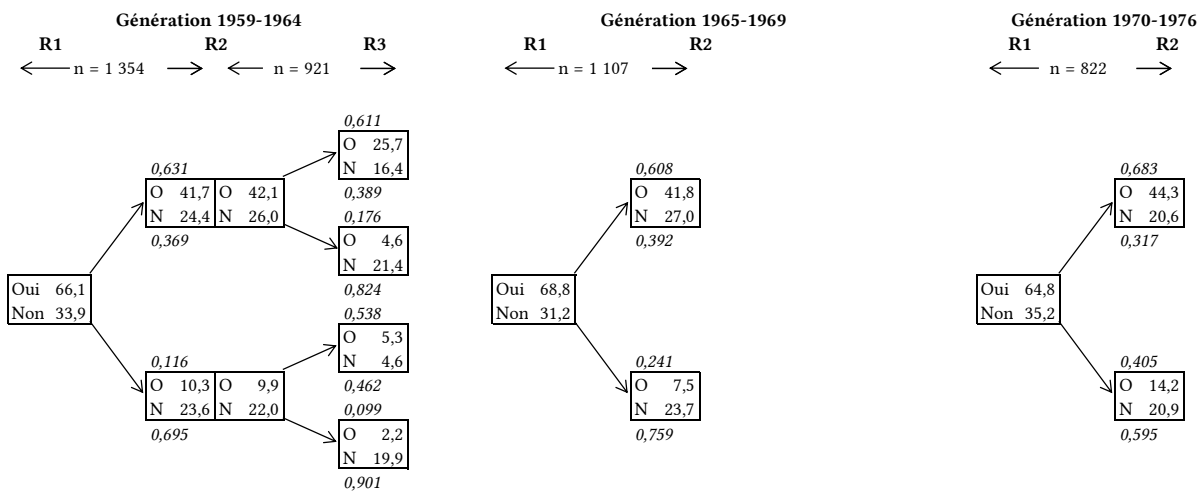 Génération 1959-1964
R1 R2 R3
n = 1 354 n = 921
0,611
O 25,7
N 16,4
0,389
0,631
O 41,7 O 42,1
N 24,4 N 26,0
0,369
0,176
O 4,6
N 21,4
0,824
Oui 66,1
Non 33,9
0,538
O 5,3
N 4,6
0,462
0,116
O 10,3 O 9,9
N 23,6 N 22,0
0,695
0,099
O 2,2
N 19,9
0,901
Génération 1965-1969
R1 R2
n = 1 107
0,608
O 41,8
N 27,0
0,392
Oui 68,8
Non 31,2
0,241
O 7,5
N 23,7
0,759
Génération 1970-1976
R1 R2
n = 822
0,683
O 44,3
N 20,6
0,317
Oui 64,8
Non 35,2
0,405
O 14,2
N 20,9
0,595